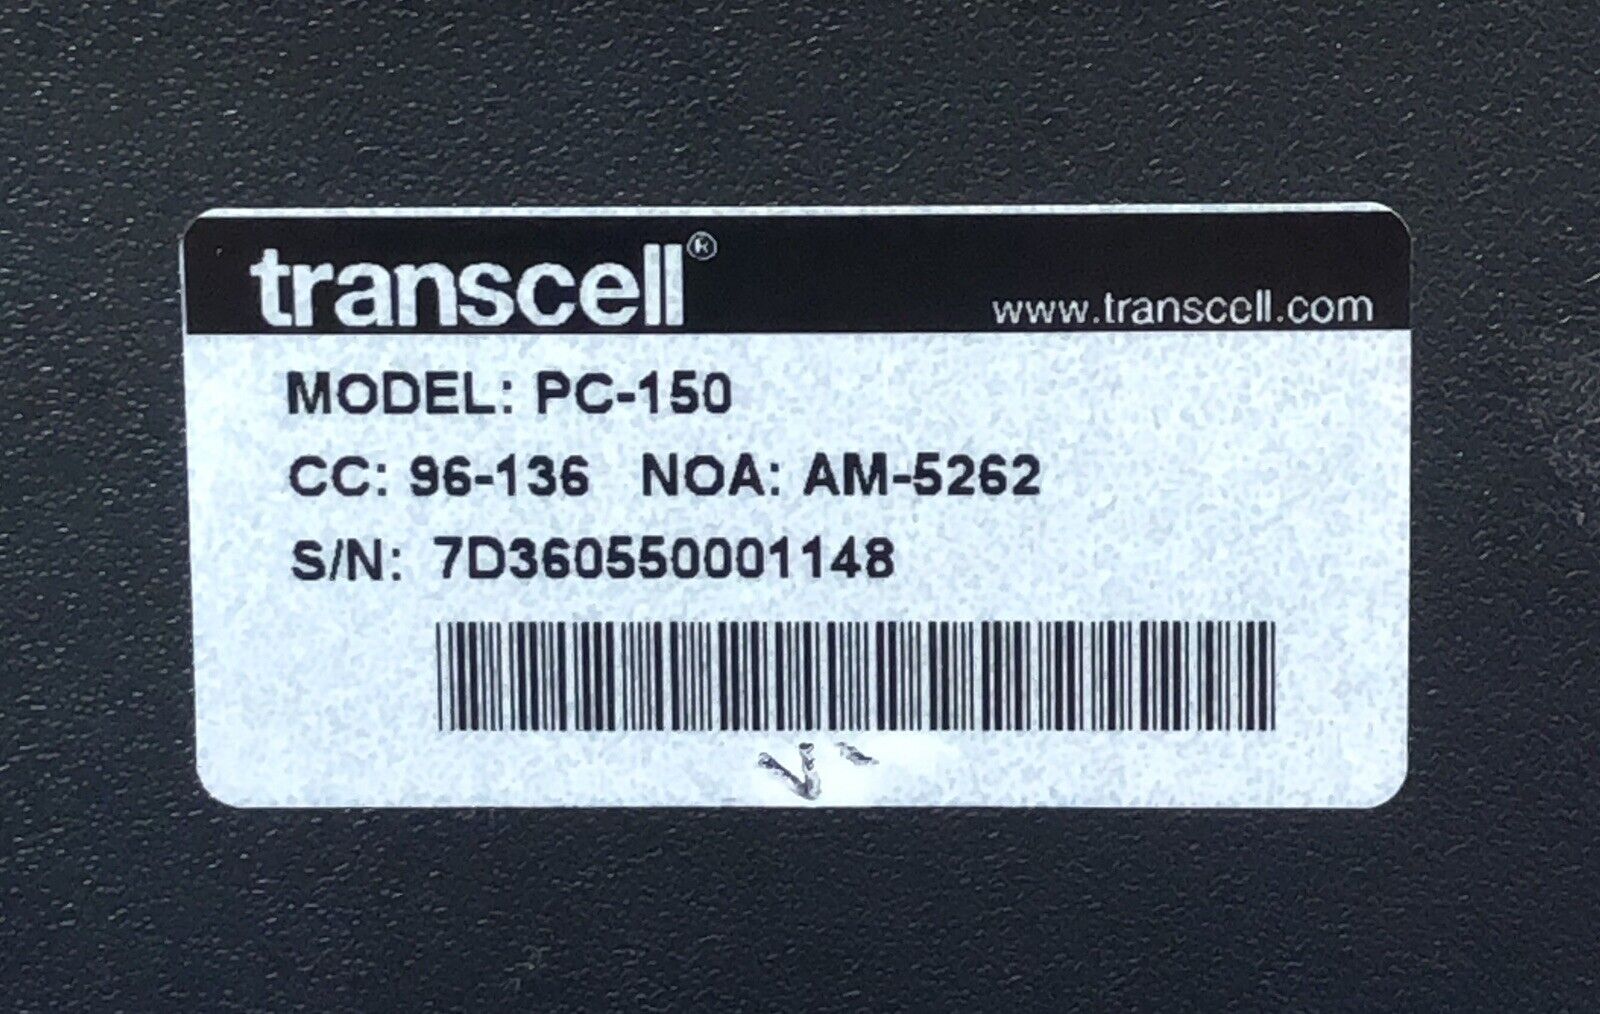 transcell®
www.transcell.com
MODEL: PC-150
CC: 96-136 NOA: AM-5262
S/N: 7D360550001148